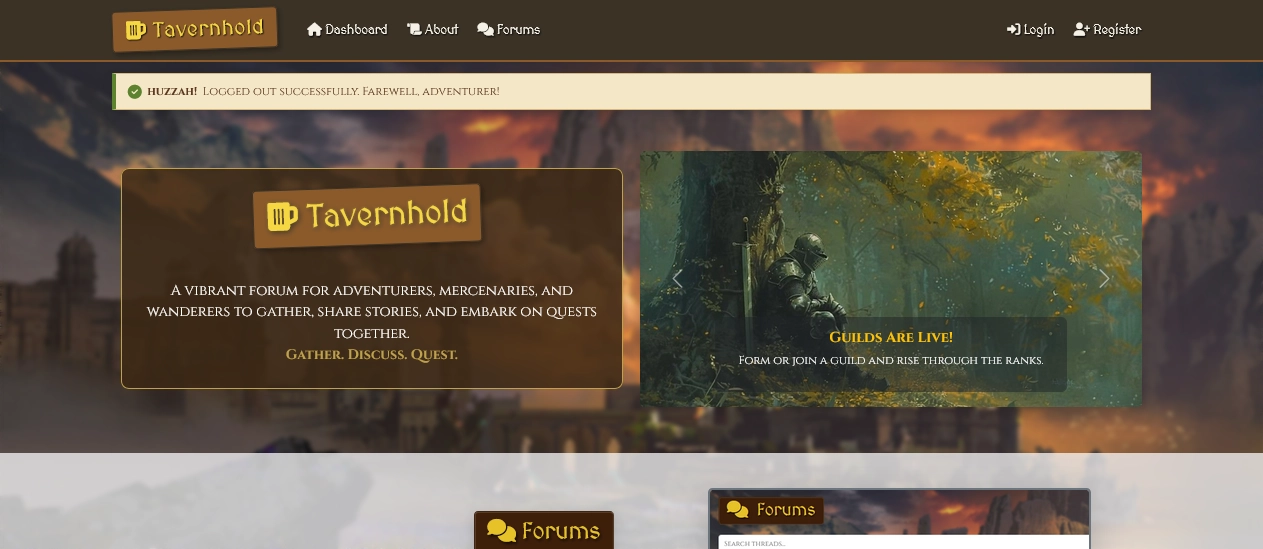 Tavernhold
Dashboard
About
Forums
Login
Register
HUZZAH! LOGGED OUT SUCCESSFULLY. FAREWELL, ADVENTURER!
Tavernhold
A VIBRANT FORUM FOR ADVENTURERS, MERCENARIES, AND
WANDERERS TO GATHER, SHARE STORIES, AND EMBARK ON QUESTS
TOGETHER.
GATHER. DISCUSS. QUEST.
GUILDS ARE LIVE!
FORM OR JOIN A GUILD AND RISE THROUGH THE RANKS.
Forums
Forums
SEARCH THREADS...